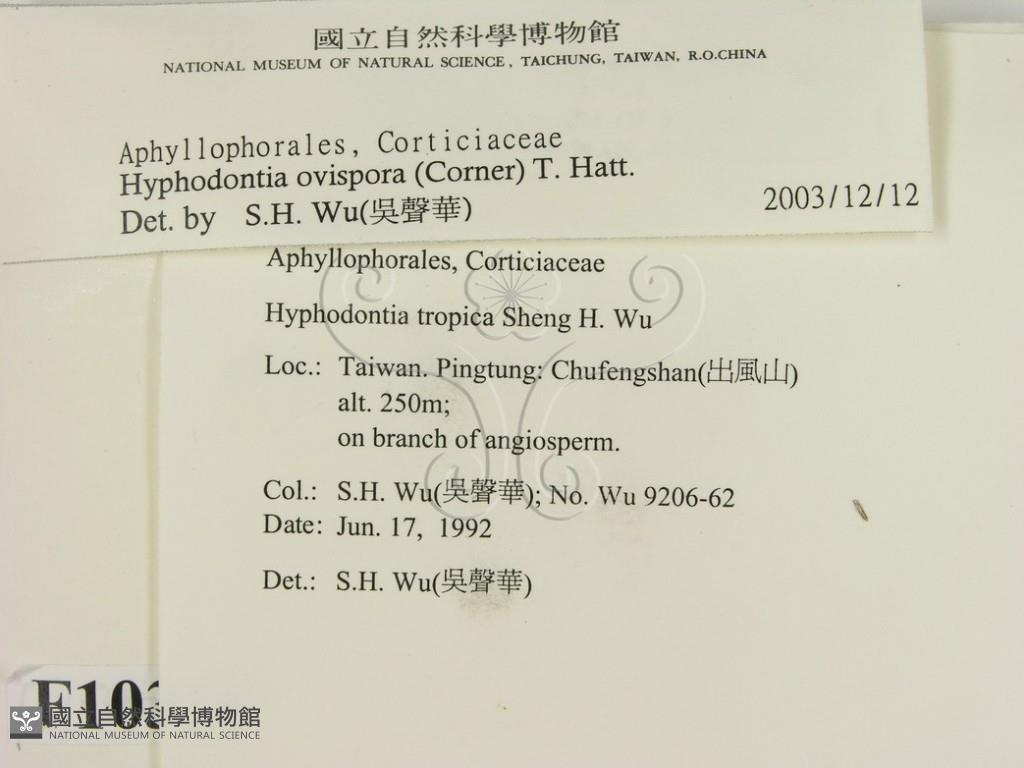 國立自然科學博物館
NATIONAL MUSEUM OF NATURAL SCIENCE, TAICHUNG, TAIWAN, R.O.CHINA
Aphyllophorales, Corticiaceae
Hyphodontia ovispora (Corner) T. Hatt.
Det. by S.H. Wu(吳聲華) 2003/12/12
Aphyllophorales, Corticiaceae
Hyphodontia tropica Sheng H. Wu
Loc.: Taiwan. Pingtung: Chufengshan(出風山)
alt. 250m;
on branch of angiosperm.
Col.: S.H. Wu(吳聲華); No. Wu 9206-62
Date: Jun. 17, 1992
Det.: S.H. Wu(吳聲華)
國立自然科學博物館
NATIONAL MUSEUM OF NATURAL SCIENCE